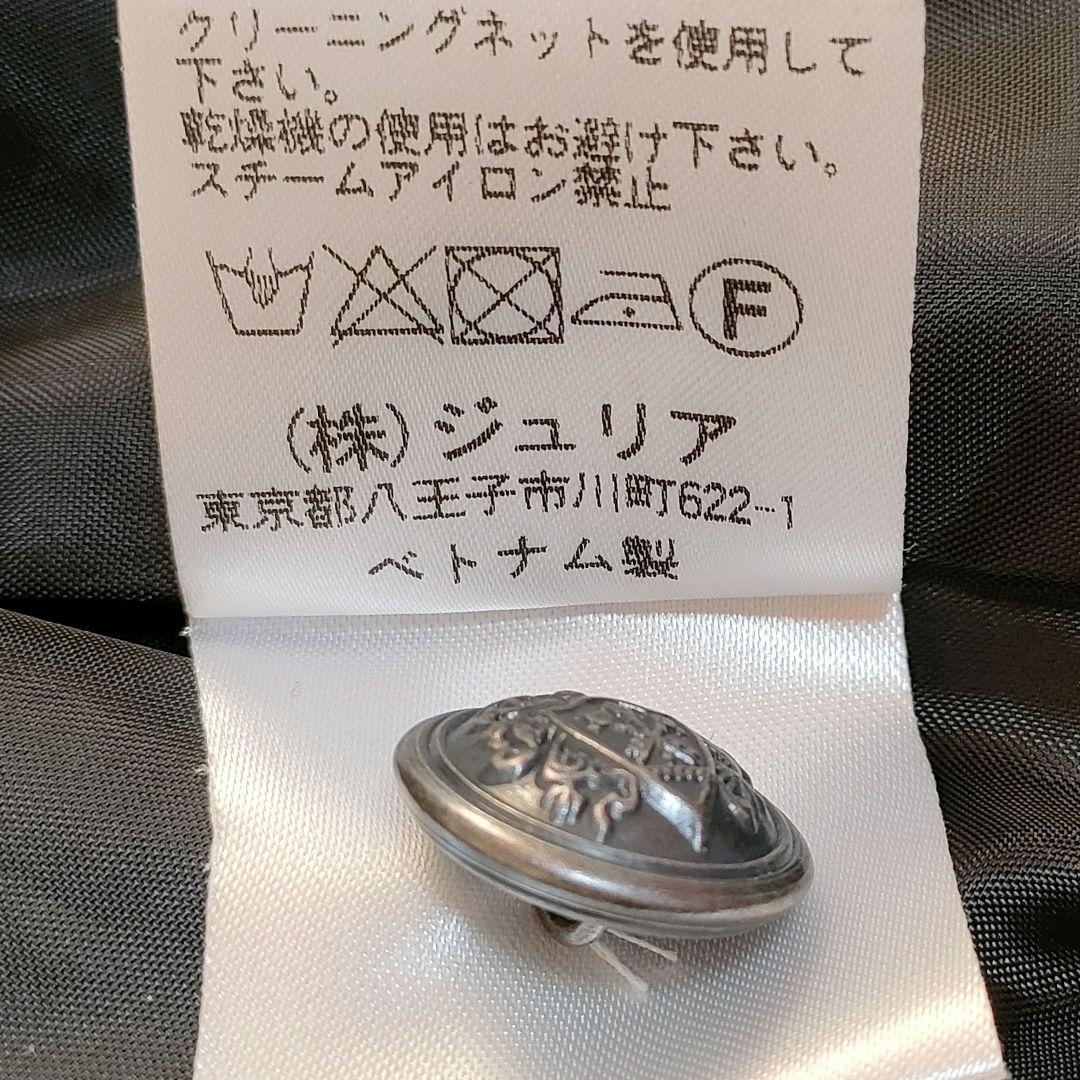 クリーニングネットを使用して
下さい。
乾燥機の使用はお避け下さい。
スチームアイロン禁止
F
(株)ジュリア
東京都八王子市川町622-1
ベトナム製